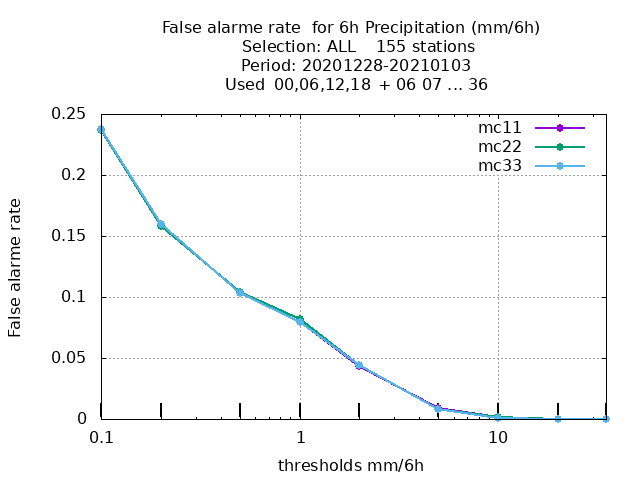 False alarme rate  for 6h Precipitation (mm/6h)
Selection: ALL    155 stations
Period: 20201228-20210103
Used  00,06,12,18  + 06 07 ... 36
0.25
mc11
mc22
mc33
0.2
0.15
0.1
0.05
0
False alarme rate
0.1
1
10
thresholds mm/6h